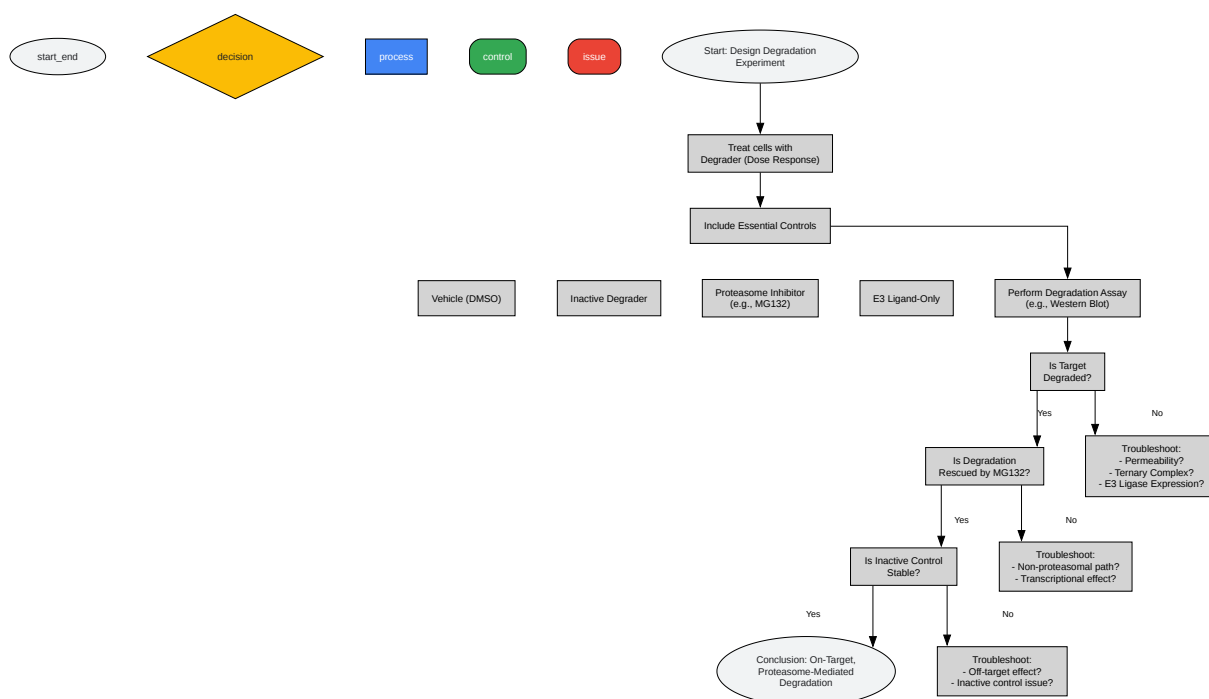 start_end
decision
process
control
issue
Start: Design Degradation
Experiment
Treat cells with
Degrader (Dose Response)
Include Essential Controls
Vehicle (DMSO)
Inactive Degrader
Proteasome Inhibitor
(e.g., MG132)
E3 Ligand-Only
Perform Degradation Assay
(e.g., Western Blot)
Is Target
Degraded?
Yes
No
Troubleshoot:
- Permeability?
- Ternary Complex?
- E3 Ligase Expression?
Is Degradation
Rescued by MG132?
Yes
No
Troubleshoot:
- Non-proteasomal path?
- Transcriptional effect?
Is Inactive Control
Stable?
Yes
No
Conclusion: On-Target,
Proteasome-Mediated
Degradation
Troubleshoot:
- Off-target effect?
- Inactive control issue?